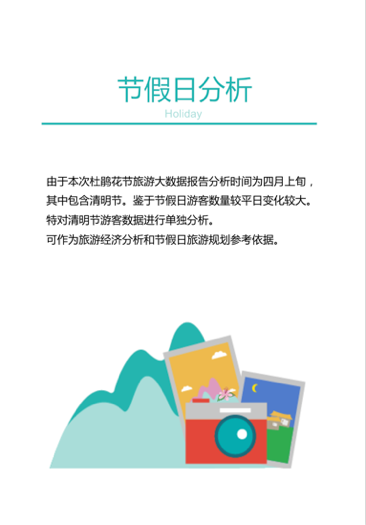 节假日分析
Holiday
由于本次杜鹃花节旅游大数据报告分析时间为四月上旬，
其中包含清明节。鉴于节假日游客数量较平日变化较大。
特对清明节游客数据进行单独分析。
可作为旅游经济分析和节假日旅游规划参考依据。